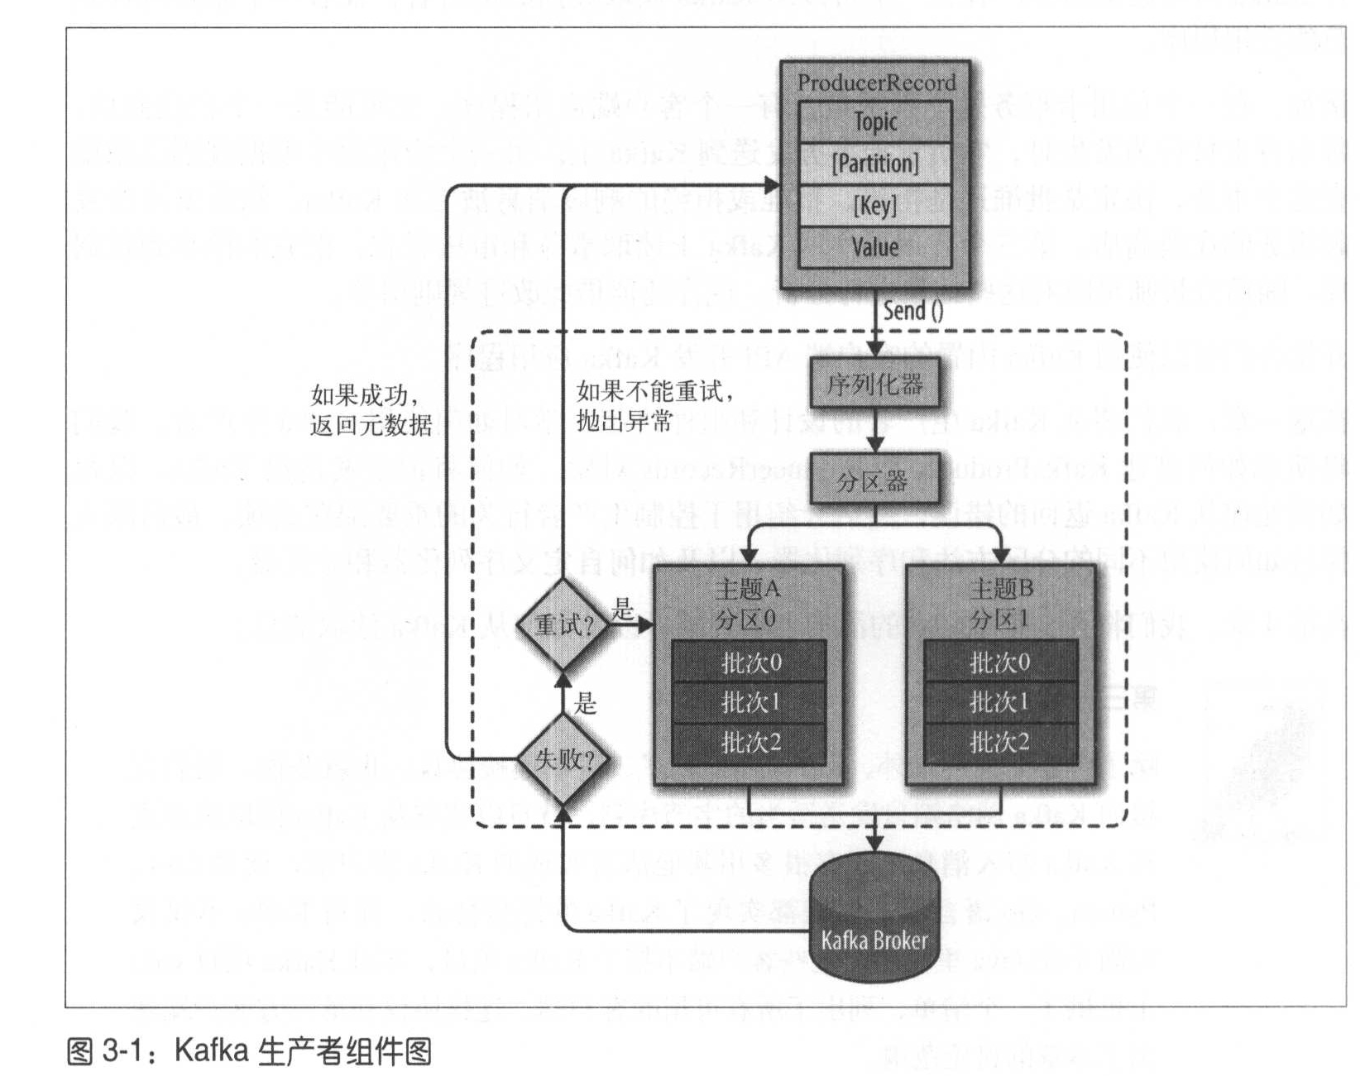 ProducerRecord
Topic
[Partition]
[Key]
Value
Send ()
序列化器
分区器
如果成功，
返回元数据
如果不能重试，
抛出异常
主题A
分区0
批次0
批次1
批次2
主题B
分区1
批次0
批次1
批次2
重试?
是
是
失败?
Kafka Broker
图 3-1：Kafka 生产者组件图